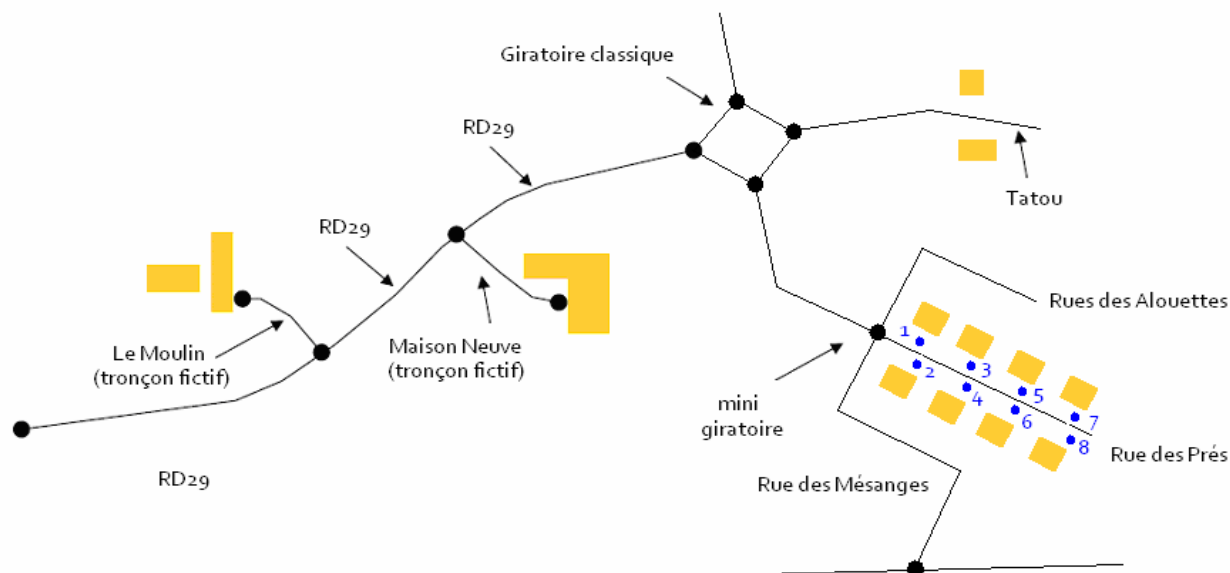 Giratoire classique
RD29
Tatou
RD29
Rues des Alouettes
Le Moulin
(tronçon fictif)
Maison Neuve
(tronçon fictif)
1
2
3
4
5
6
7
8
mini
giratoire
Rue des Prés
RD29
Rue des Mésanges